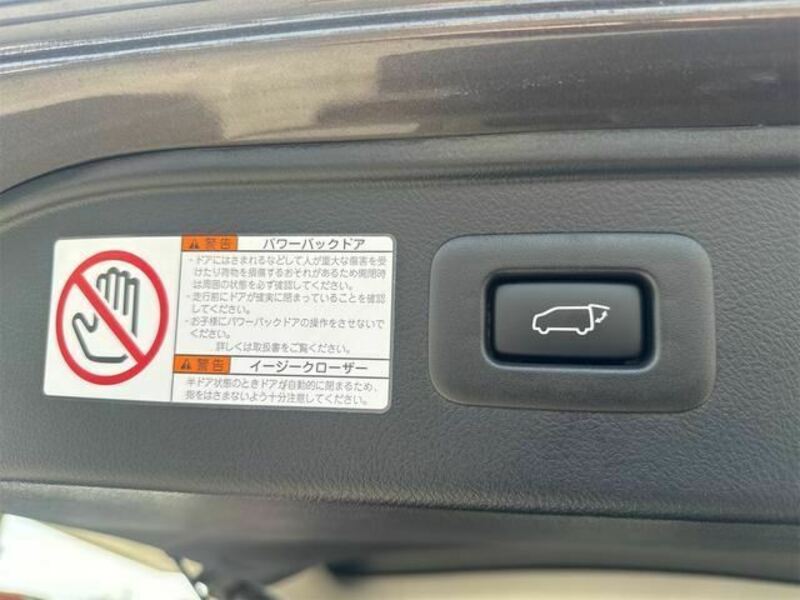 警告 パワーバックドア
・ドアにはさまれるなどして人が重大な傷害を受
けたり荷物を損傷するおそれがあるため開閉時
は周囲の状態を必ず確認してください。
・走行前にドアが確実に閉まっていることを確認
してください。
・お子様にパワーバックドアの操作をさせないで
ください。
詳しくは取扱書をご覧ください。
警告 イージークローザー
半ドア状態のときドアが自動的に閉まるため、
指をはさまないよう十分注意してください。